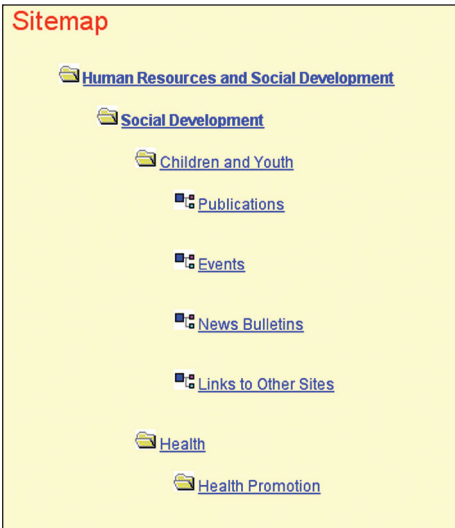 Sitemap
Human Resources and Social Development
Social Development
Children and Youth
Publications
Events
News Bulletins
Links to Other Sites
Health
Health Promotion